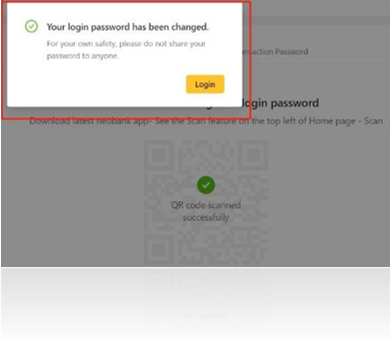 Your login password has been changed.
For your own safety, please do not share your
password to anyone.
Login
Password
login password
Download latest neobank app- See the Scan feature on the top left of Home page - Scan
QR code scanned
successfully